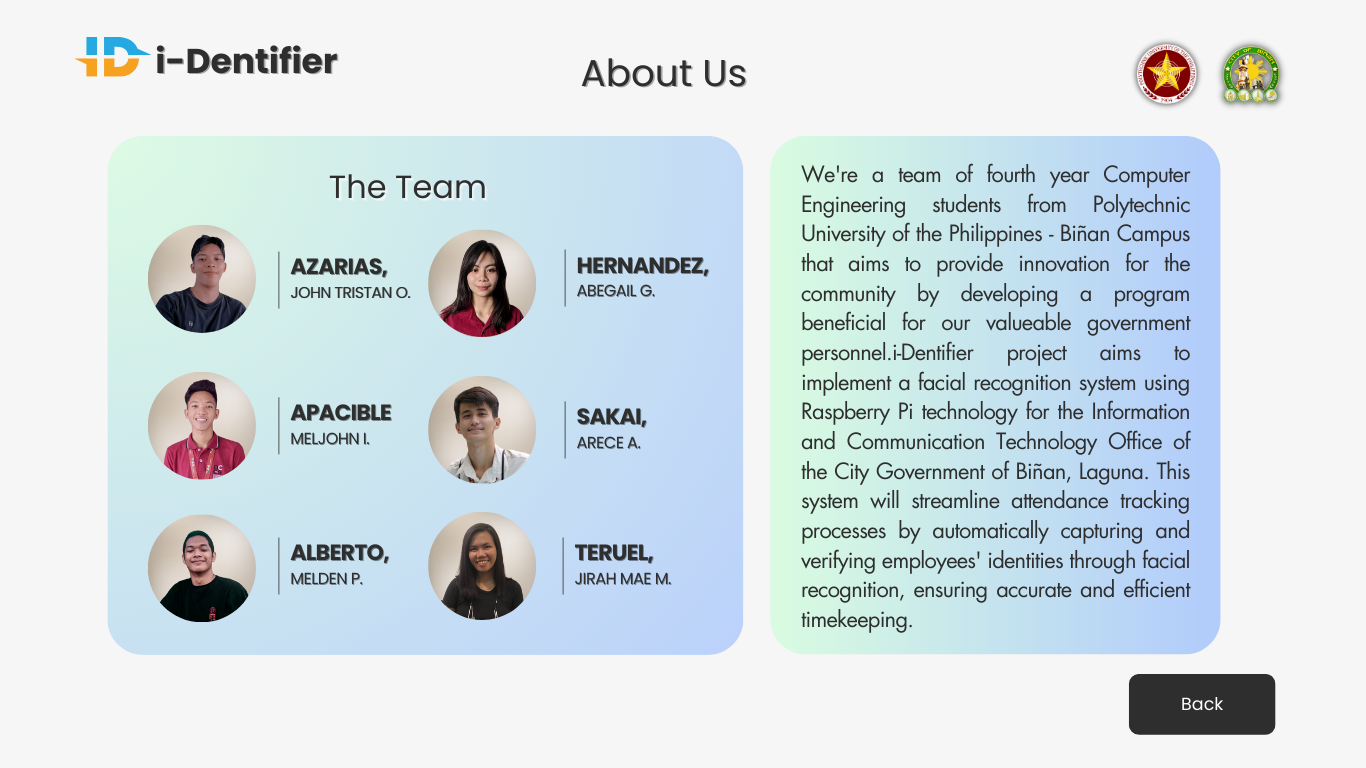 ID i-Dentifier
About Us
The Team
AZARIAS,
JOHN TRISTAN O.
HERNANDEZ,
ABEGAIL G.
APACIBLE
MELJOHN I.
SAKAI,
ARECE A.
ALBERTO,
MELDEN P.
TERUEL,
JIRAH MAE M.
We're a team of fourth year Computer
Engineering students from Polytechnic
University of the Philippines - Biñan Campus
that aims to provide innovation for the
community by developing a program
beneficial for our valueable government
personnel.i-Dentifier project aims to
implement a facial recognition system using
Raspberry Pi technology for the Information
and Communication Technology Office of
the City Government of Biñan, Laguna. This
system will streamline attendance tracking
processes by automatically capturing and
verifying employees' identities through facial
recognition, ensuring accurate and efficient
timekeeping.
Back